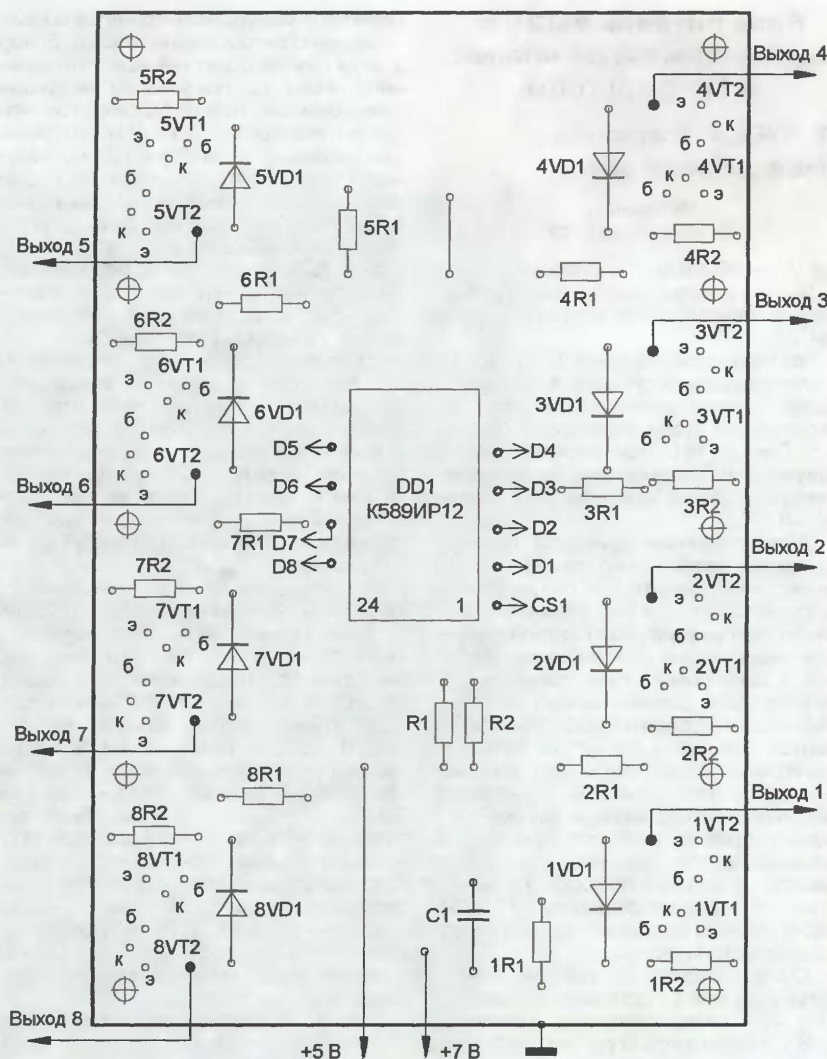 Выход 4
5R2
4VT2
5VT1
э
э
к
э
б
к
б
4VD1
4VT1
5VD1
б
к
б
э
к
5VT2
5R1
Выход 5
э
4R2
6R1
4R1
Выход 3
6R2
3VT2
6VT1
э
э
к
б
к
б
3VD1
6VD1
3VT1
б
к
б
э
D5
D4
к
6VT2
D6
DD1
D3
э
К589ИР12
3R1
3R2
Выход 6
7R1
D2
D7
Выход 2
D8
D1
7R2
2VT2
24
1
CS1
э
7VT1
к
э
б
б
к
2VD1
2VT1
б
7VD1
к
б
э
к
7VT2
R1
R2
э
2R2
Выход 7
8R1
2R1
Выход 1
8R2
1VT2
э
8VT1
к
э
б
б
1VD1
к
8VD1
C1
к
1VT1
б
б
э
к
8VT2
1R1
э
1R2
Выход 8
+5 В
+7 В